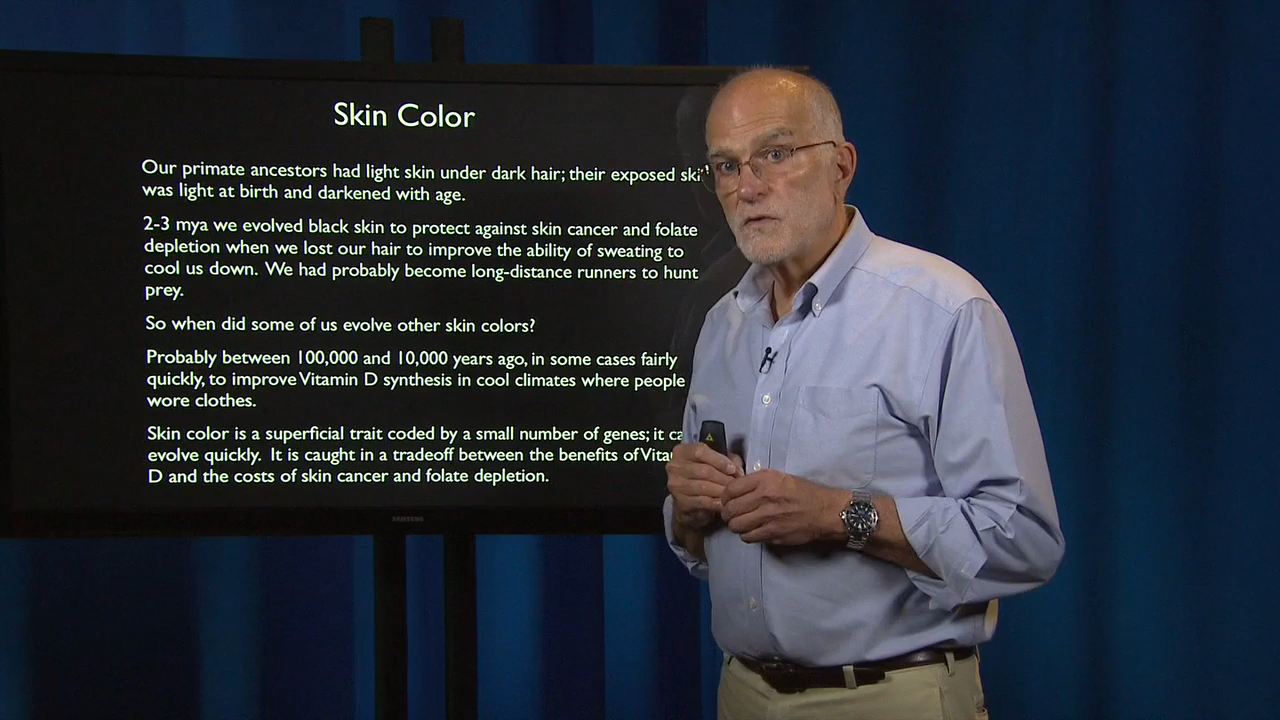 Skin Color
Our primate ancestors had light skin under dark hair; their exposed
was light at birth and darkened with age.
2-3 mya we evolved black skin to protect against skin cancer and folate
depletion when we lost our hair to improve the ability of sweating to
cool us down. We had probably become long-distance runners to hunt
prey.
So when did some of us evolve other skin colors?
Probably between 100,000 and 10,000 years ago, in some cases fairly
quickly, to improve Vitamin D synthesis in cool climates where people
wore clothes.
Skin color is a superficial trait coded by a small number of genes; it
evolve quickly. It is caught in a tradeoff between the benefits of
D and the costs of skin cancer and folate depletion.
SAMSUNG